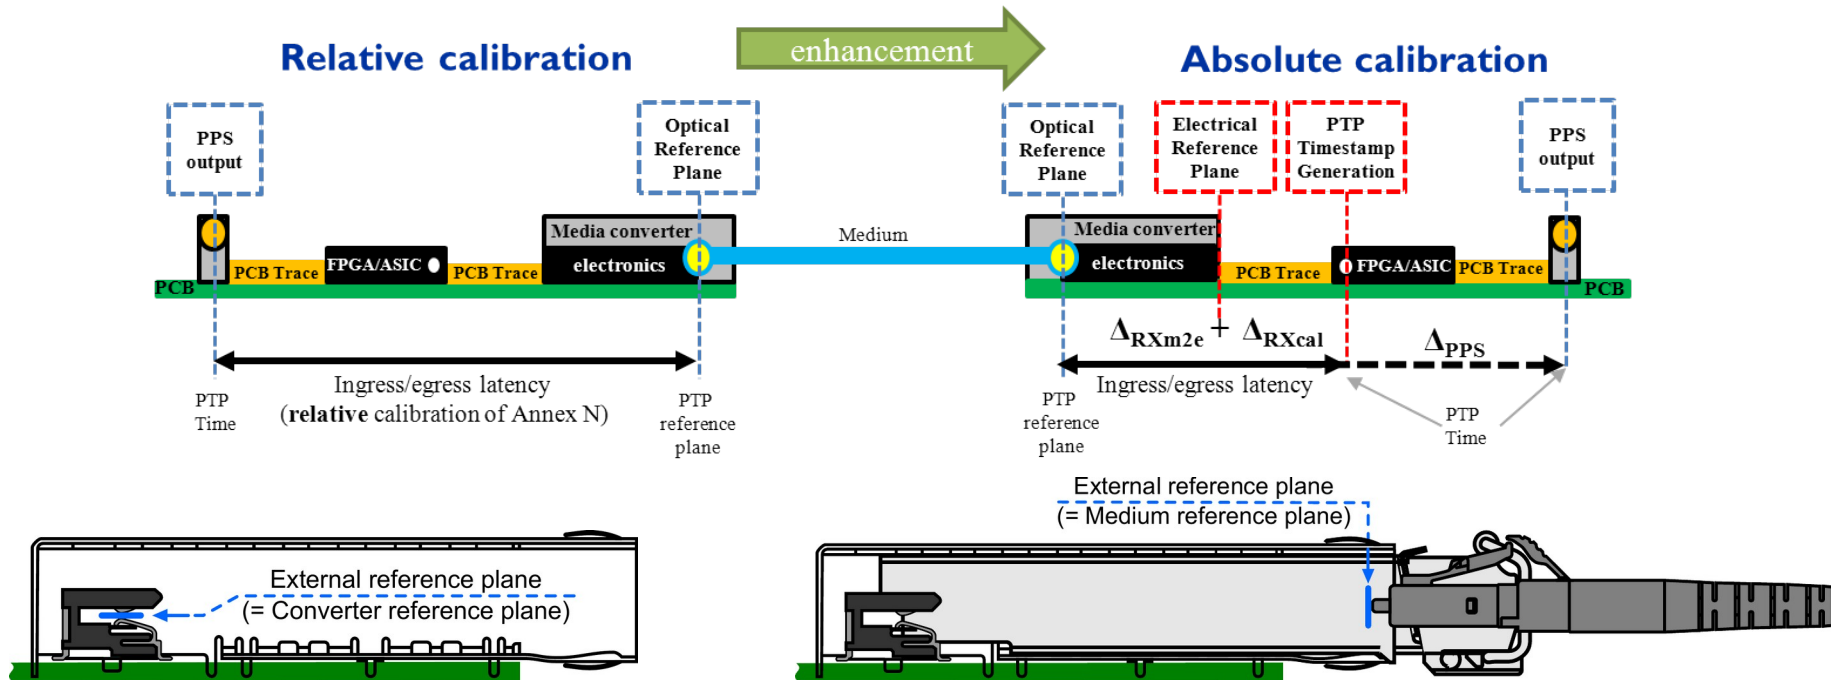 Relative calibration
enhancement
Absolute calibration
PPS
output
Optical
Reference
Plane
Optical
Reference
Plane
Electrical
Reference
Plane
PTP
Timestamp
Generation
PPS
output
Media converter
electronics
FPGA/ASIC
PCB Trace
PCB Trace
PCB
Medium
Media converter
electronics
PCB Trace
FPGA/ASIC
PCB Trace
PCB
Ingress/egress latency
(relative calibration of Annex N)
PTP
Time
PTP
reference
plane
Δ_RXm2e + Δ_RXcal
Δ_PPS
Ingress/egress latency
PTP
reference
plane
PTP
Time
External reference plane
(= Converter reference plane)
External reference plane
(= Medium reference plane)